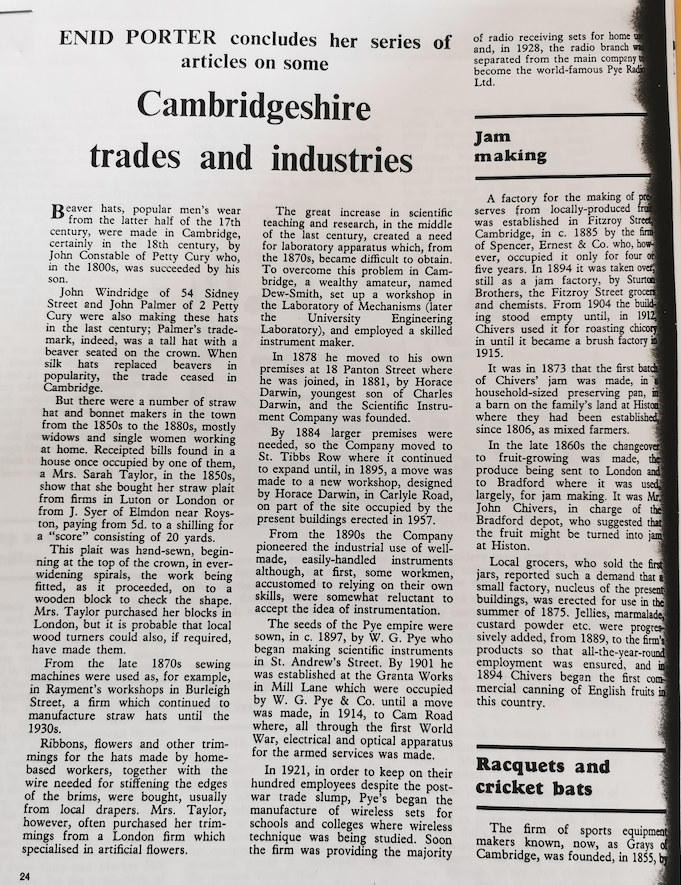 ENID PORTER concludes her series of
articles on some
Cambridgeshire
trades and industries
Beaver hats, popular men's wear
from the latter half of the 17th
century, were made in Cambridge,
certainly in the 18th century, by
John Constable of Petty Cury who,
in the 1800s, was succeeded by his
son.
John Windridge of 54 Sidney
Street and John Palmer of 2 Petty
Cury were also making these hats
in the last century; Palmer's trade-
mark, indeed, was a tall hat with a
beaver seated on the crown. When
silk hats replaced beavers in
popularity, the trade ceased in
Cambridge.
But there were a number of straw
hat and bonnet makers in the town
from the 1850s to the 1880s, mostly
widows and single women working
at home. Receipted bills found in a
house once occupied by one of them,
a Mrs. Sarah Taylor, in the 1850s,
show that she bought her straw plait
from firms in Luton or London or
from J. Syer of Elmdon near Roys-
ton, paying from 5d. to a shilling for
a "score" consisting of 20 yards.
This plait was hand-sewn, begin-
ning at the top of the crown, in ever-
widening spirals, the work being
fitted, as it proceeded, on to a
wooden block to check the shape.
Mrs. Taylor purchased her blocks in
London, but it is probable that local
wood turners could also, if required,
have made them.
From the late 1870s sewing
machines were used as, for example,
in Rayment's workshops in Burleigh
Street, a firm which continued to
manufacture straw hats until the
1930s.
Ribbons, flowers and other trim-
mings for the hats made by home-
based workers, together with the
wire needed for stiffening the edges
of the brims, were bought, usually
from local drapers. Mrs. Taylor,
however, often purchased her trim-
mings from a London firm which
specialised in artificial flowers.
24
The great increase in scientific
teaching and research, in the middle
of the last century, created a need
for laboratory apparatus which, from
the 1870s, became difficult to obtain.
To overcome this problem in Cam-
bridge, a wealthy amateur, named
Dew-Smith, set up a workshop in
the Laboratory of Mechanisms (later
the University Engineering
Laboratory), and employed a skilled
instrument maker.
In 1878 he moved to his own
premises at 18 Panton Street where
he was joined, in 1881, by Horace
Darwin, youngest son of Charles
Darwin, and the Scientific Instru-
ment Company was founded.
By 1884 larger premises were
needed, so the Company moved to
St. Tibbs Row where it continued
to expand until, in 1895, a move was
made to a new workshop, designed
by Horace Darwin, in Carlyle Road,
on part of the site occupied by the
present buildings erected in 1957.
From the 1890s the Company
pioneered the industrial use of well-
made, easily-handled instruments
although, at first, some workmen,
accustomed to relying on their own
skills, were somewhat reluctant to
accept the idea of instrumentation.
The seeds of the Pye empire were
sown, in c. 1897, by W. G. Pye who
began making scientific instruments
in St. Andrew's Street. By 1901 he
was established at the Granta Works
in Mill Lane which were occupied
by W. G. Pye & Co. until a move
was made, in 1914, to Cam Road
where, all through the first World
War, electrical and optical apparatus
for the armed services was made.
In 1921, in order to keep on their
hundred employees despite the post-
war trade slump, Pye's began the
manufacture of wireless sets for
schools and colleges where wireless
technique was being studied. Soon
the firm was providing the majority
of radio receiving sets for home
and, in 1928, the radio branch
separated from the main company
become the world-famous Pye Radio
Ltd.
Jam
making
A factory for the making of pre-
serves from locally-produced fruit
was established in Fitzroy Street,
Cambridge, in c. 1885 by the firm
of Spencer, Ernest & Co. who, how-
ever, occupied it only for four or
five years. In 1894 it was taken over,
still as a jam factory, by Sturton
Brothers, the Fitzroy Street grocers
and chemists. From 1904 the build-
ing stood empty until, in 1912,
Chivers used it for roasting chicory
in until it became a brush factory in
1915.
It was in 1873 that the first batch
of Chivers' jam was made, in a
household-sized preserving pan, in
a barn on the family's land at Histon
where they had been established,
since 1806, as mixed farmers.
In the late 1860s the changeover
to fruit-growing was made, the
produce being sent to London and
to Bradford where it was used,
largely, for jam making. It was Mr.
John Chivers, in charge of the
Bradford depot, who suggested that
the fruit might be turned into jam
at Histon.
Local grocers, who sold the first
jars, reported such a demand that a
small factory, nucleus of the present
buildings, was erected for use in the
summer of 1875. Jellies, marmalade,
custard powder etc. were progres-
sively added, from 1889, to the firm's
products so that all-the-year-round
employment was ensured, and in
1894 Chivers began the first com-
mercial canning of English fruits in
this country.
Racquets and
cricket bats
The firm of sports equipment
makers known, now, as Grays of
Cambridge, was founded, in 1855, by